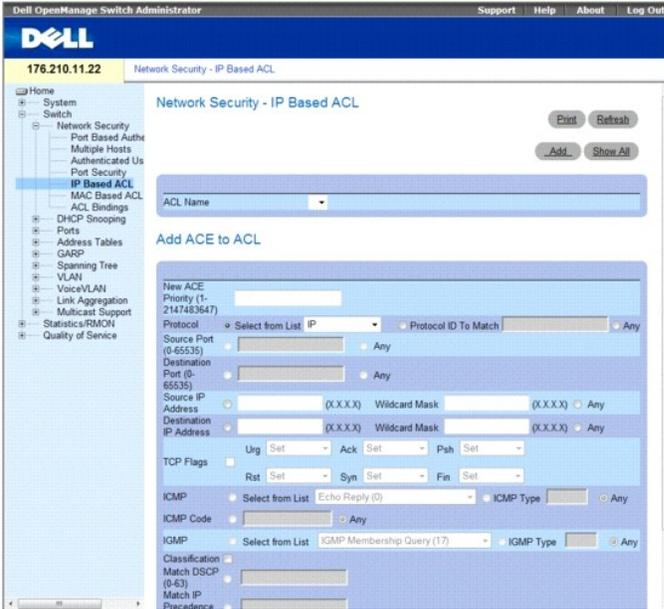 Dell OpenManage Switch Administrator Support Help About Log Out
DELL
176.210.11.22 Network Security - IP Based ACL
Home
System
Switch
Network Security
Port Based Authe
Multiple Hosts
Authenticated Us
Port Security
IP Based ACL
MAC Based ACL
ACL Bindings
DHCP Snooping
Ports
Address Tables
GARP
Spanning Tree
VLAN
VoiceVLAN
Link Aggregation
Multicast Support
Statistics/RMON
Quality of Service
Network Security - IP Based ACL
Print Refresh
Add Show All
ACL Name
Add ACE to ACL
New ACE
Priority (1-
2147483647)
Protocol Select from List IP Protocol ID To Match Any
Source Port
(0-65535) Any
Destination
Port (0-
65535) Any
Source IP
Address (X.X.X.X) Wildcard Mask (X.X.X.X) Any
Destination
IP Address (X.X.X.X) Wildcard Mask (X.X.X.X) Any
TCP Flags
Urg Set Ack Set Psh Set
Rst Set Syn Set Fin Set
ICMP Select from List Echo Reply (0) ICMP Type Any
ICMP Code Any
IGMP Select from List IGMP Membership Query (17) IGMP Type Any
Classification
Match DSCP
(0-63)
Match IP
Precedence